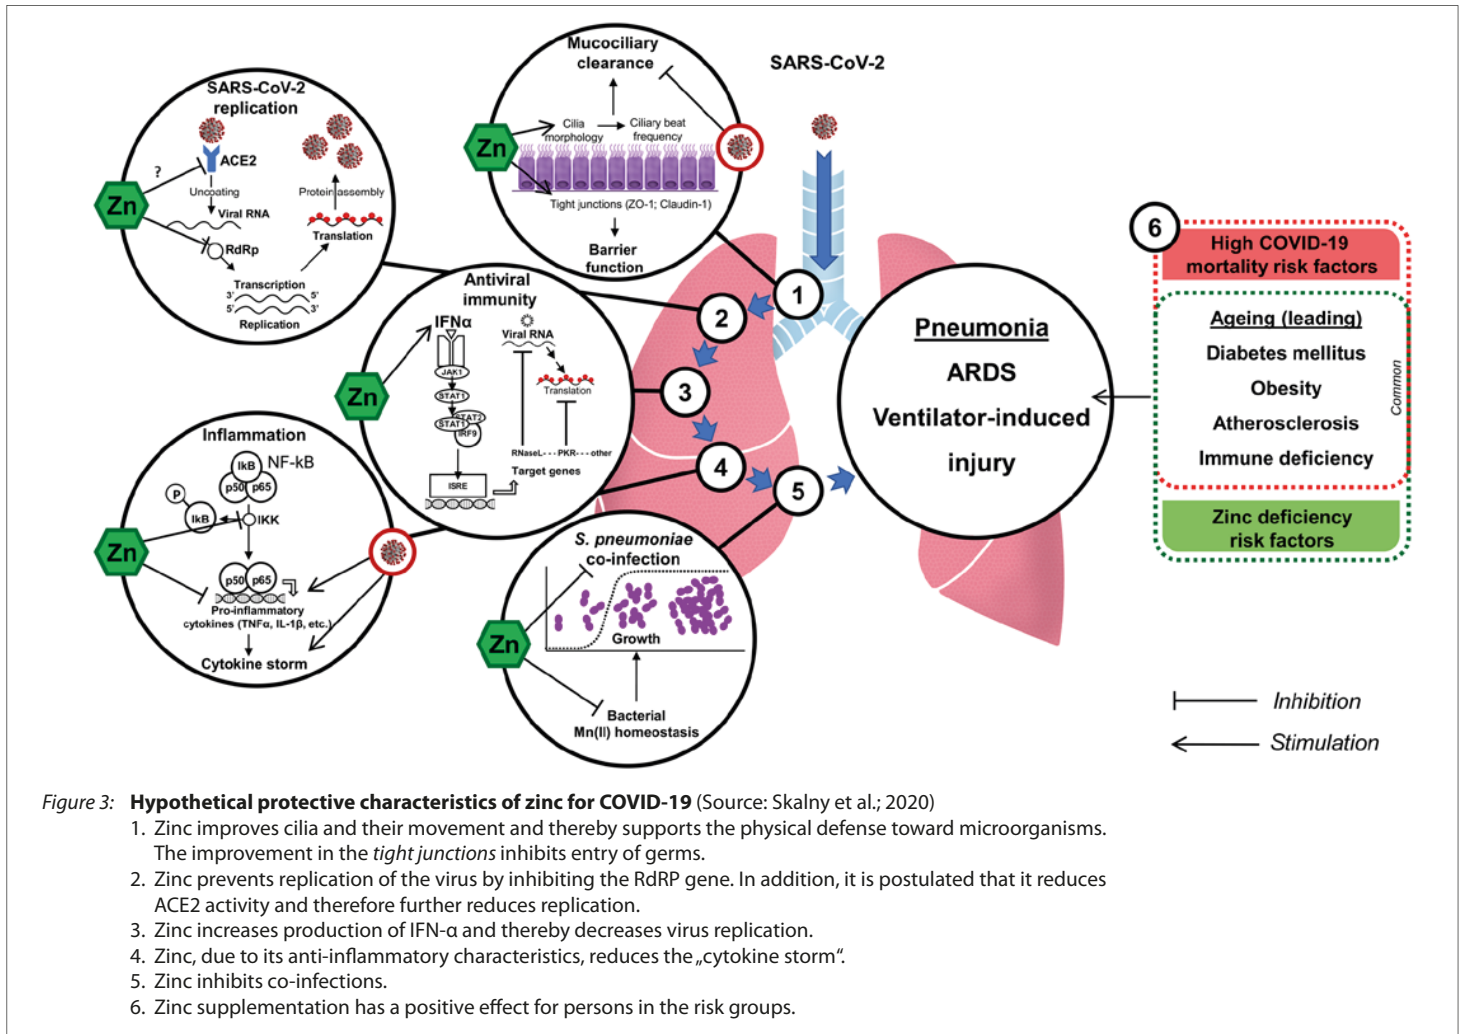 SARS-CoV-2
replication
ACE2
?
Uncoating
Viral RNA
RdRp
Transcription
3' 5'
5' 3'
Replication
Protein assembly
Translation
Zn
Mucociliary
clearance
Cilia
morphology
Ciliary beat
frequency
Zn
Tight junctions (ZO-1; Claudin-1)
Barrier
function
SARS-CoV-2
Antiviral
immunity
IFNα
JAK1
STAT1
STAT2
STAT1
IRF9
ISRE
Viral RNA
Translation
RNaseL---PKR---other
Target genes
Zn
Inflammation
NF-kB
IkB
p50 p65
P
IkB
IKK
p50 p65
Pro-inflammatory
cytokines (TNFα, IL-1β, etc.)
Cytokine storm
Zn
S. pneumoniae
co-infection
Growth
Zn
Bacterial
Mn(II) homeostasis
1
2
3
4
5
Pneumonia
ARDS
Ventilator-induced
injury
6
High COVID-19
mortality risk factors
Ageing (leading)
Diabetes mellitus
Obesity
Atherosclerosis
Immune deficiency
Common
Zinc deficiency
risk factors
Inhibition
Stimulation
Figure 3: Hypothetical protective characteristics of zinc for COVID-19 (Source: Skalny et al.; 2020)
1. Zinc improves cilia and their movement and thereby supports the physical defense toward microorganisms.
The improvement in the tight junctions inhibits entry of germs.
2. Zinc prevents replication of the virus by inhibiting the RdRP gene. In addition, it is postulated that it reduces
ACE2 activity and therefore further reduces replication.
3. Zinc increases production of IFN-α and thereby decreases virus replication.
4. Zinc, due to its anti-inflammatory characteristics, reduces the „cytokine storm“.
5. Zinc inhibits co-infections.
6. Zinc supplementation has a positive effect for persons in the risk groups.